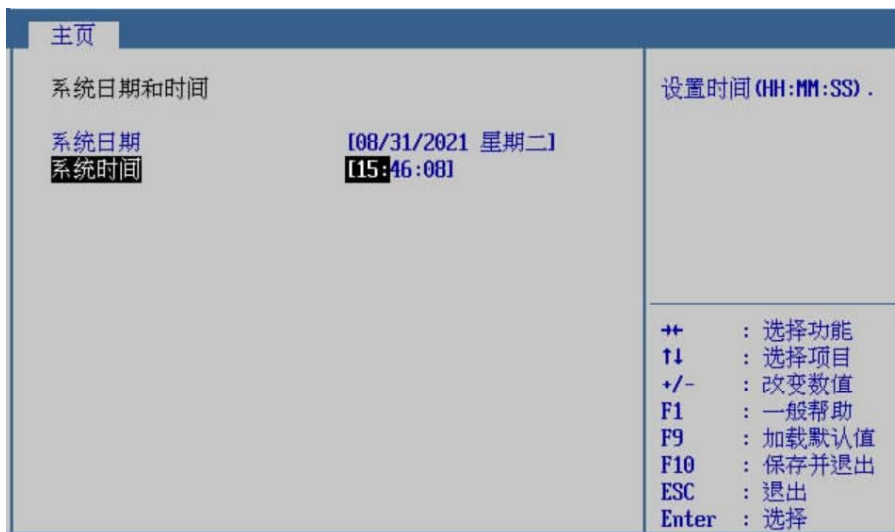 主页
系统日期和时间
系统日期 [08/31/2021 星期二]
系统时间 [15:46:08]
设置时间(HH:MM:SS).
→← : 选择功能
↑↓ : 选择项目
+/- : 改变数值
F1 : 一般帮助
F9 : 加载默认值
F10 : 保存并退出
ESC : 退出
Enter : 选择